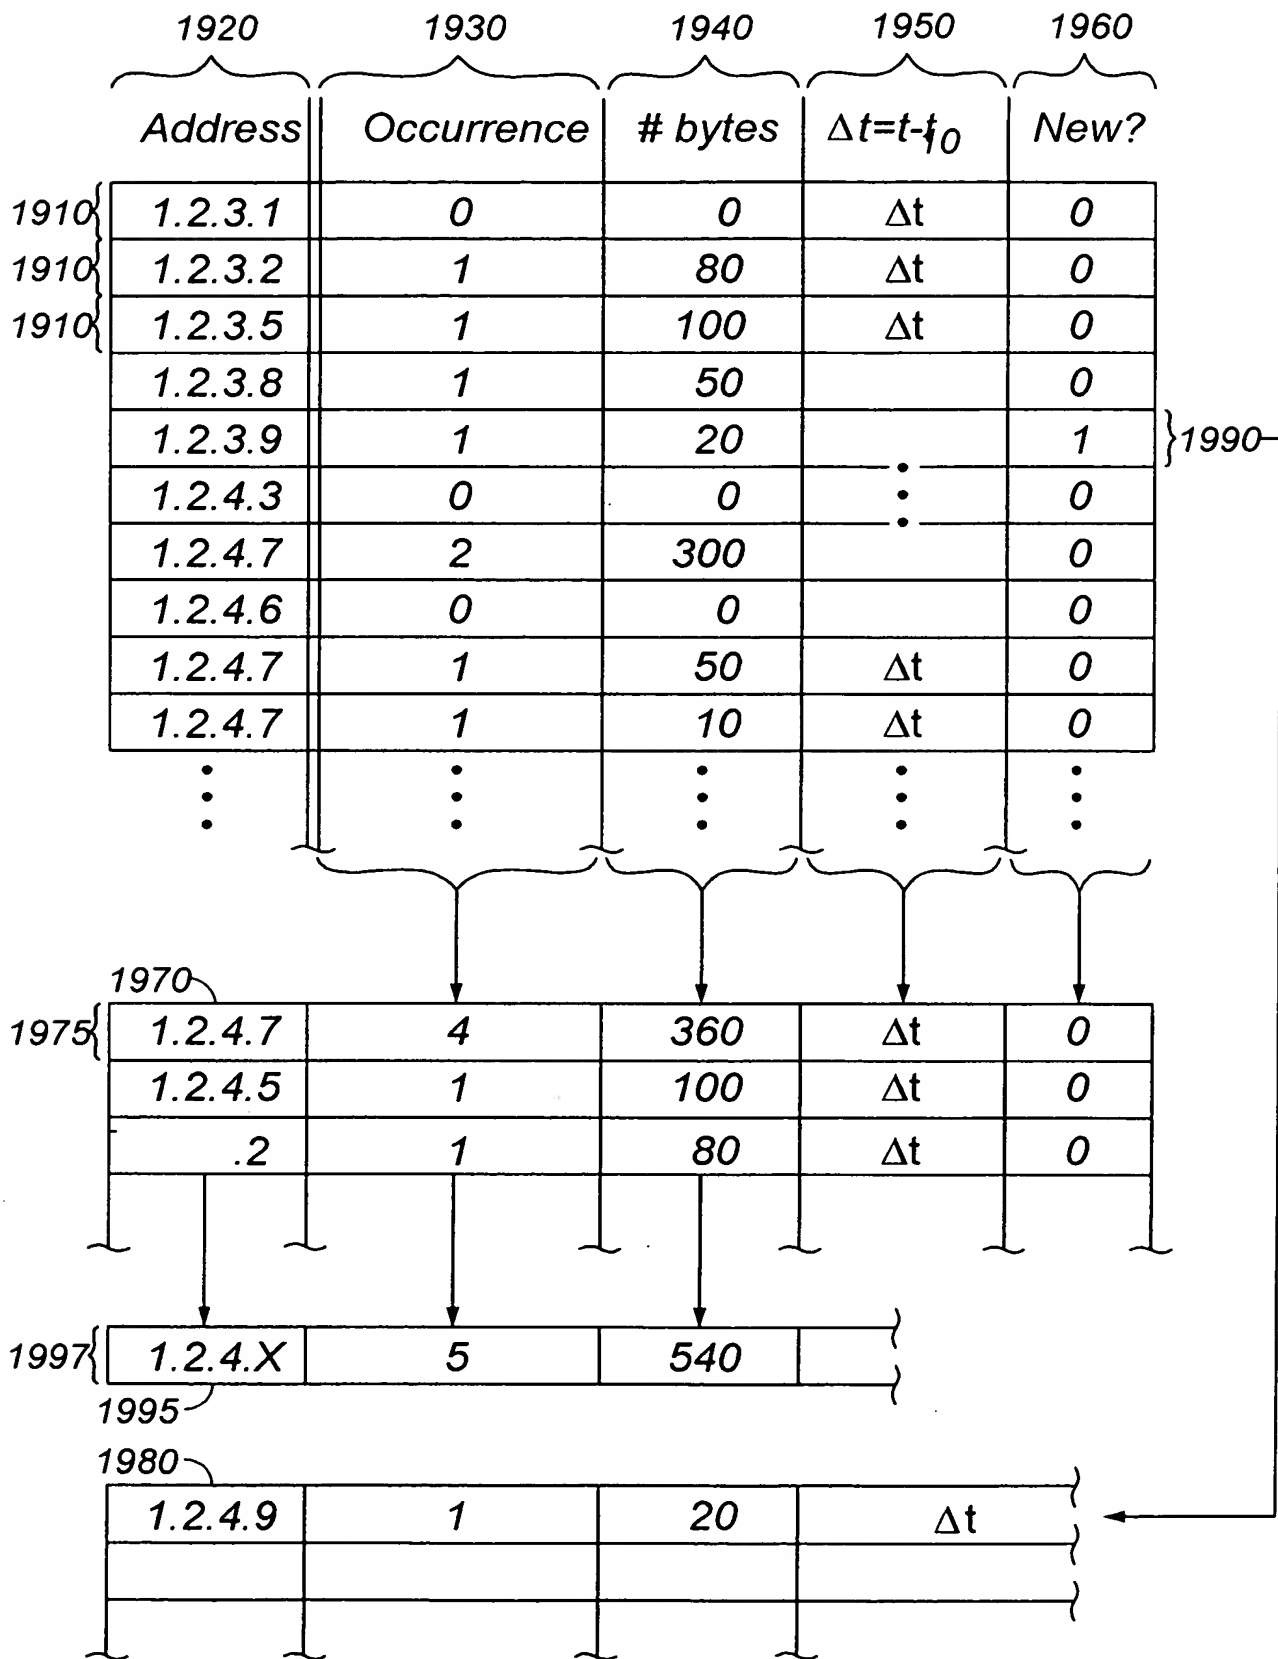 1920 1930 1940 1950 1960
Address Occurrence # bytes Δt=t-t10 New?
1910 1.2.3.1 0 0 Δt 0
1910 1.2.3.2 1 80 Δt 0
1910 1.2.3.5 1 100 Δt 0
1.2.3.8 1 50 0
1.2.3.9 1 20 1 1990
1.2.4.3 0 0 0
1.2.4.7 2 300 0
1.2.4.6 0 0 0
1.2.4.7 1 50 Δt 0
1.2.4.7 1 10 Δt 0
1970
1975 1.2.4.7 4 360 Δt 0
1.2.4.5 1 100 Δt 0
.2 1 80 Δt 0
1997 1.2.4.X 5 540
1995
1980
1.2.4.9 1 20 Δt